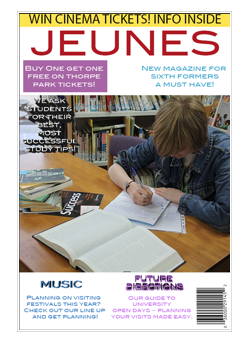 WIN CINEMA TICKETS! INFO INSIDE
JEUNES
Buy One get one
free on thorpe
park tickets!
New magazine for
sixth formers
a must have!
We ask
students
for their
best,
most
successful
study tips!
Success
MUSIC
Planning on visiting
festivals this year?
Check out our line up
and get planning!
FUTURE
DIRECTIONS
Our guide to
university
open days – planning
your visits made easy.